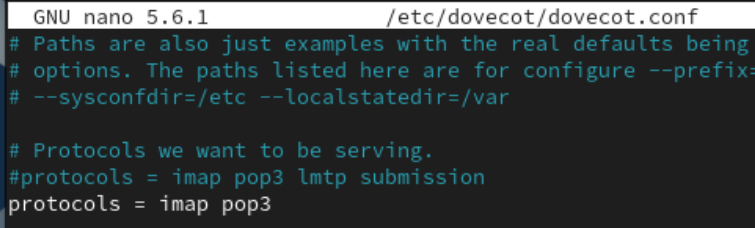 GNU nano 5.6.1 /etc/dovecot/dovecot.conf
# Paths are also just examples with the real defaults being
# options. The paths listed here are for configure --prefix=
# --sysconfdir=/etc --localstatedir=/var
# Protocols we want to be serving.
#protocols = imap pop3 lmtp submission
protocols = imap pop3